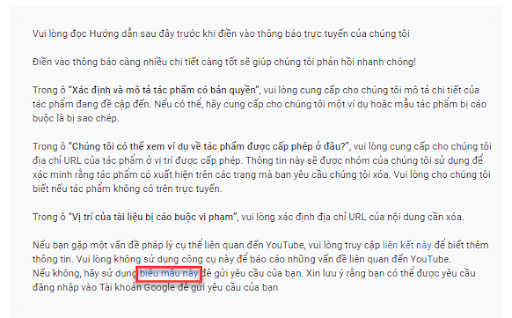 Vui lòng đọc Hướng dẫn sau đây trước khi điền vào thông báo trực tuyến của chúng tôi
Điền vào thông báo càng nhiều chi tiết càng tốt sẽ giúp chúng tôi phản hồi nhanh chóng!
Trong ô “Xác định và mô tả tác phẩm có bản quyền”, vui lòng cung cấp cho chúng tôi mô tả chi tiết của
tác phẩm đang đề cập đến. Nếu có thể, hãy cung cấp cho chúng tôi một ví dụ hoặc mẫu tác phẩm bị cáo
buộc là bị sao chép.
Trong ô “Chúng tôi có thể xem ví dụ về tác phẩm được cấp phép ở đâu?”, vui lòng cung cấp cho chúng tôi
địa chỉ URL của tác phẩm ở vị trí được cấp phép. Thông tin này sẽ được nhóm của chúng tôi sử dụng để
xác minh rằng tác phẩm có xuất hiện trên các trang mà bạn yêu cầu chúng tôi xóa. Vui lòng cho chúng tôi
biết nếu tác phẩm không có trên trực tuyến.
Trong ô “Vị trí của tài liệu bị cáo buộc vi phạm”, vui lòng xác định địa chỉ URL của nội dung cần xóa.
Nếu bạn gặp một vấn đề pháp lý cụ thể liên quan đến YouTube, vui lòng truy cập liên kết này để biết thêm
thông tin. Vui lòng không sử dụng công cụ này để báo cáo những vấn đề liên quan đến YouTube.
Nếu không, hãy sử dụng biểu mẫu này để gửi yêu cầu của bạn. Xin lưu ý rằng bạn có thể được yêu cầu
đăng nhập vào Tài khoản Google để gửi yêu cầu của bạn